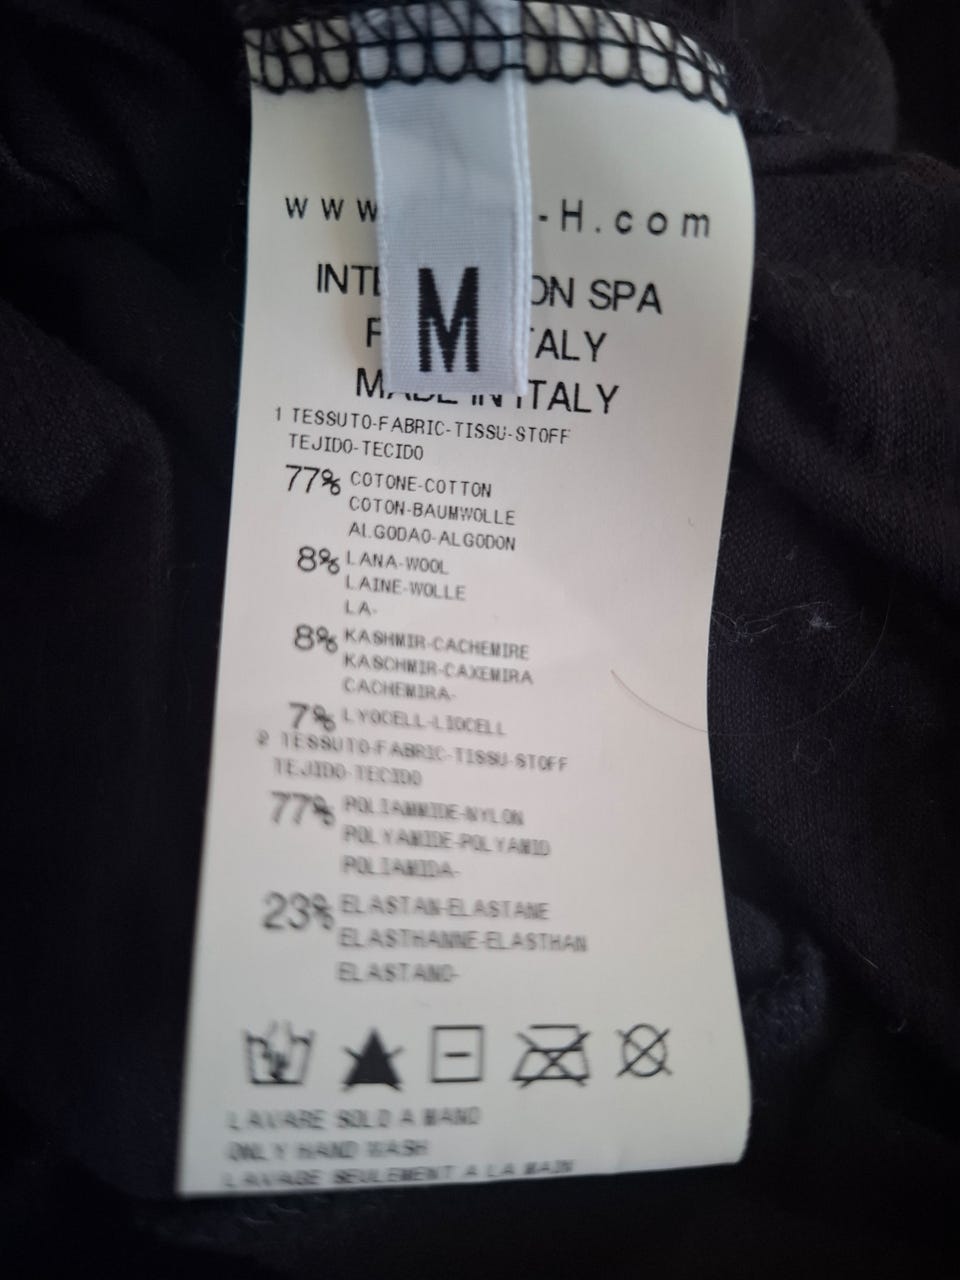 www -H.com
INTE ON SPA
M
F TALY
MADE IN ITALY
1 TESSUTO-FABRIC-TISSU-STOFF
TEJIDO-TECIDO
77% COTONE-COTTON
COTON-BAUMWOLLE
ALGODAO-ALGODON
8% LANA-WOOL
LAINE-WOLLE
LA-
8% KASHMIR-CACHEMIRE
KASCHMIR-CAXEMIRA
CACHEMIRA-
7% LYOCELL-LIOCELL
2 TESSUTO-FABRIC-TISSU-STOFF
TEJIDO-TECIDO
77% POLIAMMIDE-NYLON
POLYAMIDE-POLYAMID
POLIAMIDA-
23% ELASTAN-ELASTANE
ELASTHANNE-ELASTHAN
ELASTANO-
LAVARE SOLO A MANO
ONLY HAND WASH
LAVAGE SEULEMENT A LA MAIN